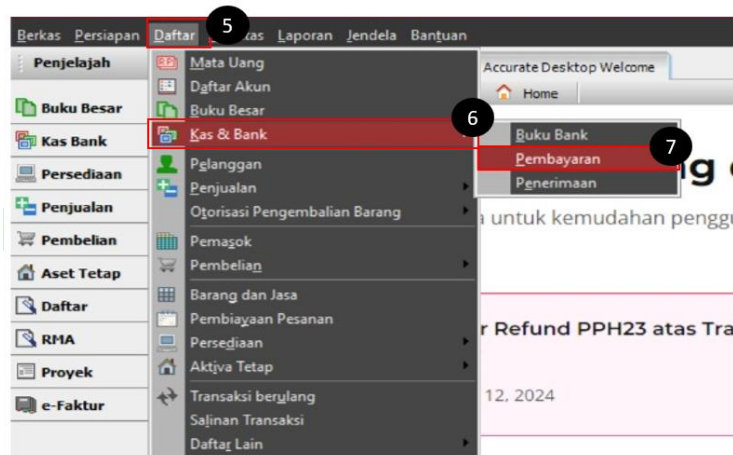 5
Berkas Persiapan Daftar tas Laporan Jendela Bantuan
Penjelajah
Buku Besar
Kas Bank
Persediaan
Penjualan
Pembelian
Aset Tetap
Daftar
RMA
Proyek
e-Faktur
Mata Uang
Daftar Akun
Buku Besar
Kas & Bank
Pelanggan
Penjualan
Otorisasi Pengembalian Barang
Pemasok
Pembelian
Barang dan Jasa
Pembiayaan Pesanan
Persediaan
Aktiva Tetap
Transaksi berulang
Salinan Transaksi
Daftar Lain
6
Buku Bank
7
Pembayaran
Penerimaan
Accurate Desktop Welcome
Home
untuk kemudahan penggu
r Refund PPH23 atas Tra
12, 2024